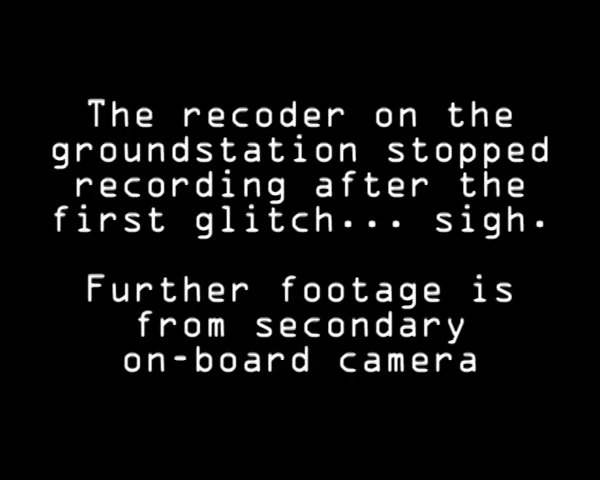 The recoder on the
groundstation stopped
recording after the
first glitch... sigh.
Further footage is
from secondary
on-board camera